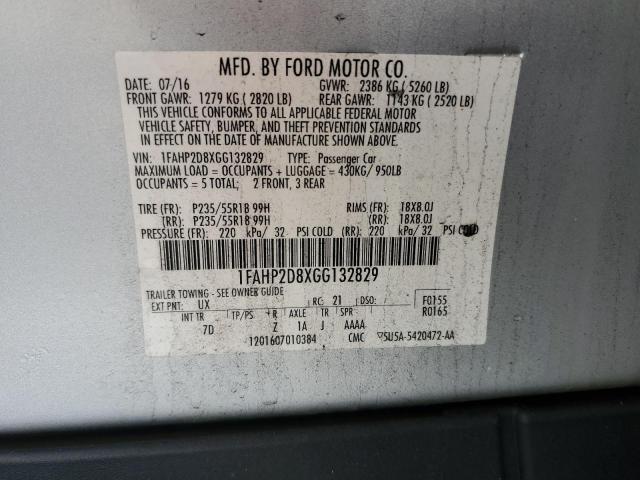 MFD. BY FORD MOTOR CO.
DATE: 07/16 GVWR: 2386 KG ( 5260 LB)
FRONT GAWR: 1279 KG ( 2820 LB) REAR GAWR: 1143 KG ( 2520 LB)
THIS VEHICLE CONFORMS TO ALL APPLICABLE FEDERAL MOTOR
VEHICLE SAFETY, BUMPER, AND THEFT PREVENTION STANDARDS
IN EFFECT ON THE DATE OF MANUFACTURE SHOWN ABOVE.
VIN: 1FAHP2D8XGG132829 TYPE: Passenger Car
MAXIMUM LOAD = OCCUPANTS + LUGGAGE = 430KG/ 950LB
OCCUPANTS = 5 TOTAL; 2 FRONT, 3 REAR
TIRE (FR): P235/55R18 99H RIMS (FR): 18X8.0J
(RR): P235/55R18 99H (RR): 18X8.0J
PRESSURE (FR): 220 kPa/ 32 PSI COLD (RR): 220 kPa/ 32 PSI COLD
1FAHP2D8XGG132829
TRAILER TOWING - SEE OWNER GUIDE
EXT PNT: UX RC: 21 DSO: F0155
R0165
INT TR TP/PS R AXLE TR SPR
7D Z 1A J AAAA
1201607010384 CMC 5U5A-5420472-AA